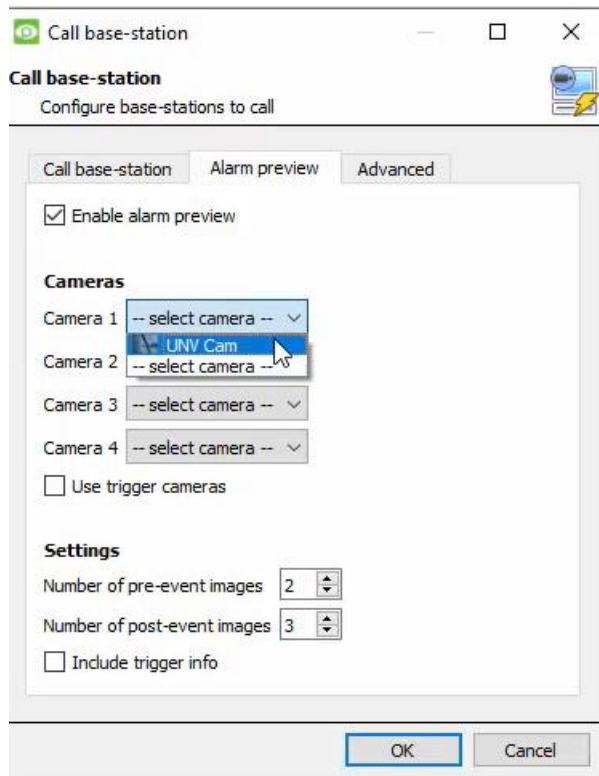 Call base-station
Call base-station
Configure base-stations to call
Call base-station Alarm preview Advanced
Enable alarm preview
Cameras
Camera 1 -- select camera --
UNV Cam
Camera 2 -- select camera --
Camera 3 -- select camera --
Camera 4 -- select camera --
Use trigger cameras
Settings
Number of pre-event images 2
Number of post-event images 3
Include trigger info
OK Cancel